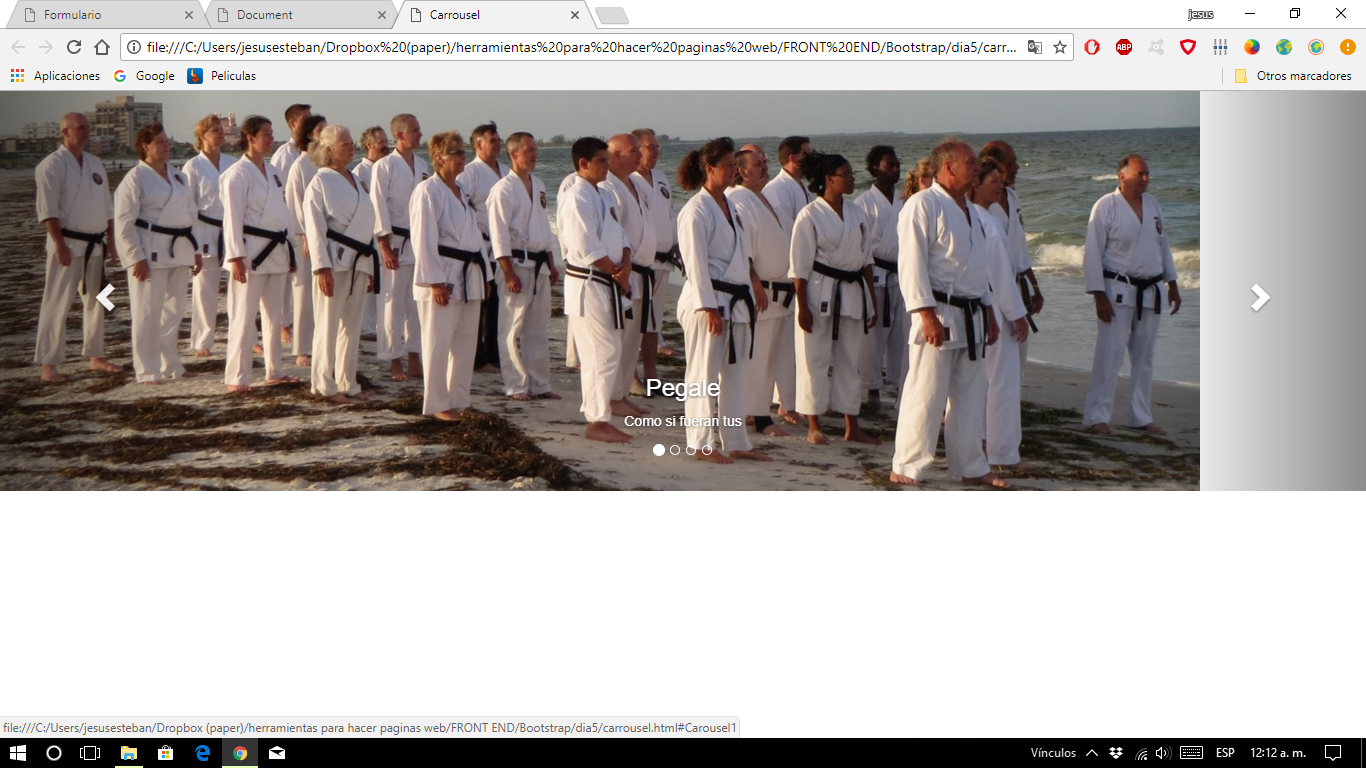 Formulario
Document
Carrousel
jesus
file:///C:/Users/jesusesteban/Dropbox%20(paper)/herramientas%20para%20hacer%20paginas%20web/FRONT%20END/Bootstrap/dia5/carr...
ABP
Aplicaciones
Google
Peliculas
Otros marcadores
Pegale
Como si fueran tus
file:///C:/Users/jesusesteban/Dropbox (paper)/herramientas para hacer paginas web/FRONT END/Bootstrap/dia5/carrousel.html#Carousel1
Vínculos
ESP
12:12 a. m.